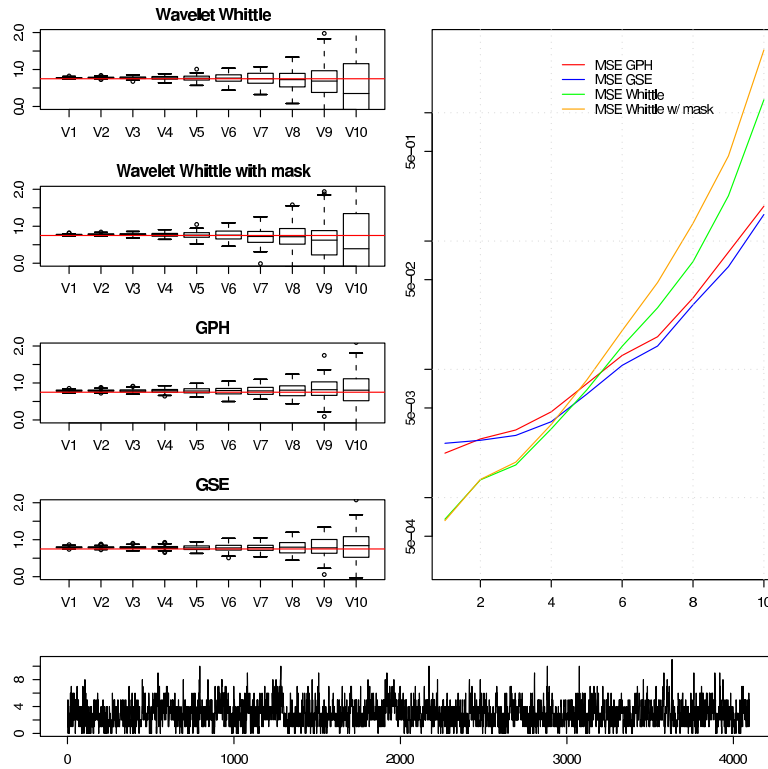 Wavelet Whittle
0.0 1.0 2.0
V1 V2 V3 V4 V5 V6 V7 V8 V9 V10
Wavelet Whittle with mask
0.0 1.0 2.0
V1 V2 V3 V4 V5 V6 V7 V8 V9 V10
GPH
0.0 1.0 2.0
V1 V2 V3 V4 V5 V6 V7 V8 V9 V10
GSE
0.0 1.0 2.0
V1 V2 V3 V4 V5 V6 V7 V8 V9 V10
MSE GPH
MSE GSE
MSE Whittle
MSE Whittle w/ mask
5e-04 5e-03 5e-02 5e-01
2 4 6 8 10
0 4 8
0 1000 2000 3000 4000